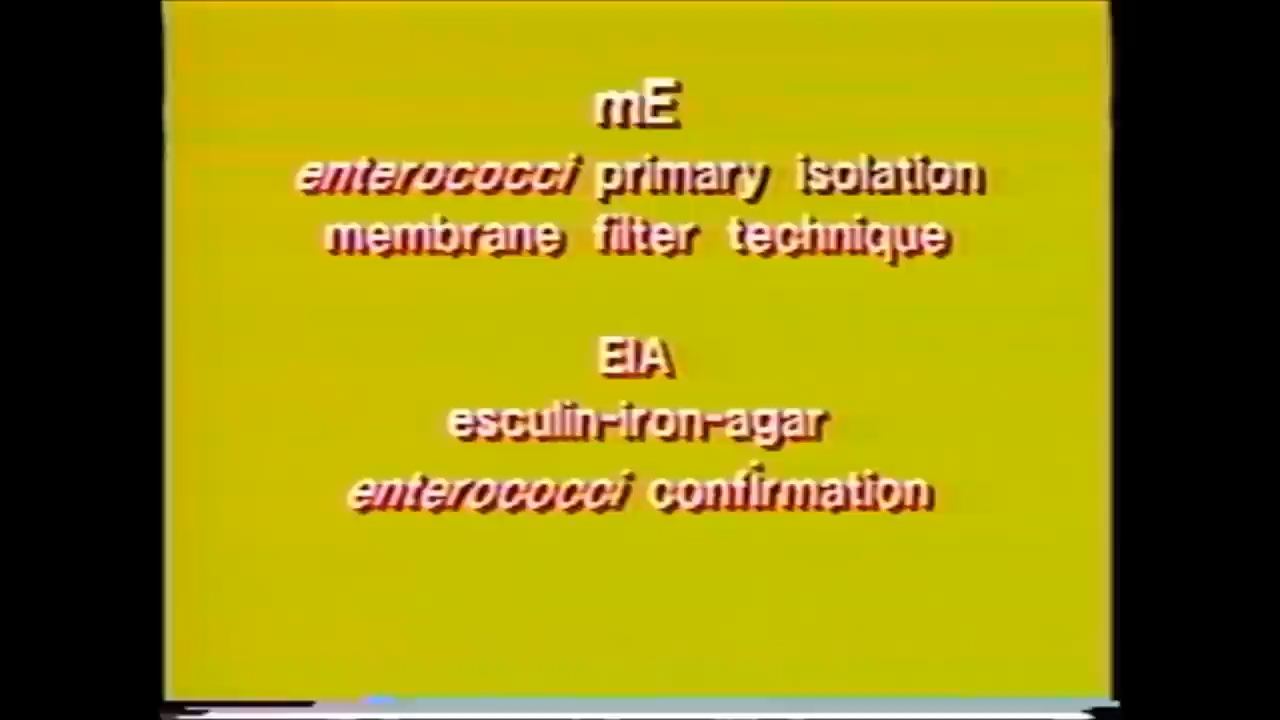 mE
enterococci primary isolation
membrane filter technique
EIA
esculin-iron-agar
enterococci confirmation